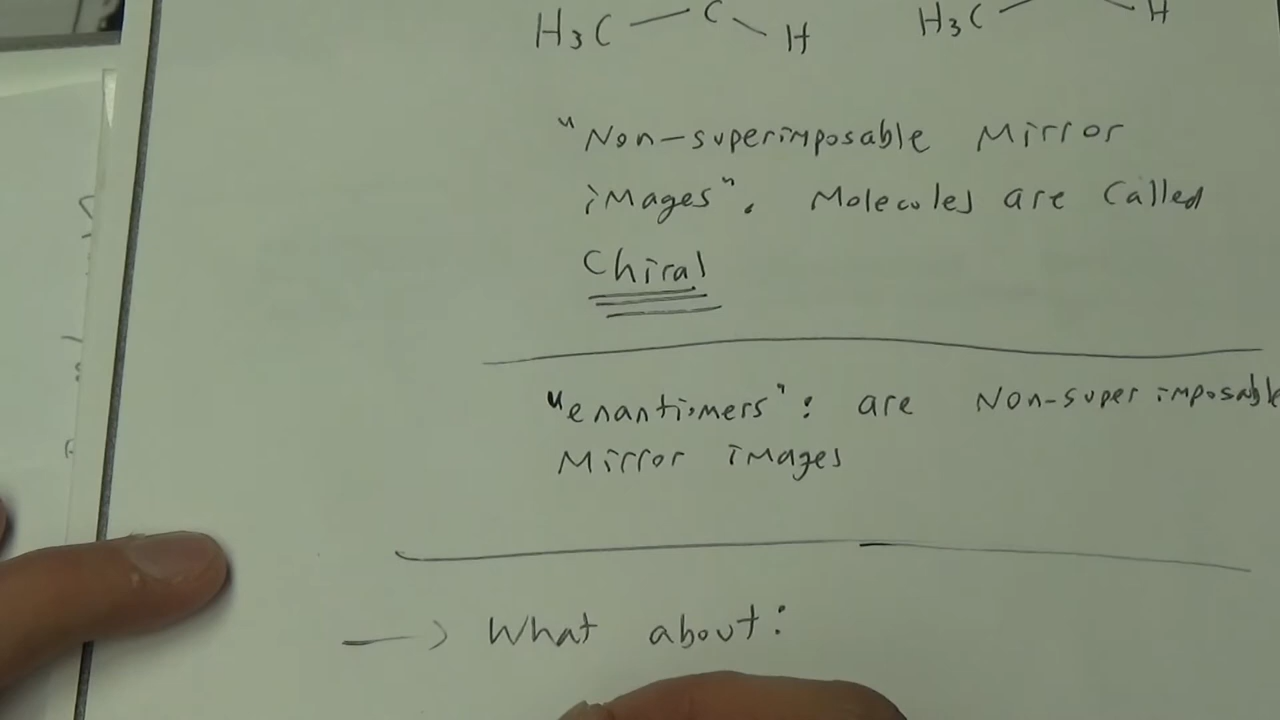 H₃C — C H H₃C H
"Non-superimposable Mirror
images". Molecules are called
Chiral
"enantiomers": are Non-superimposable
Mirror images
→ What about: